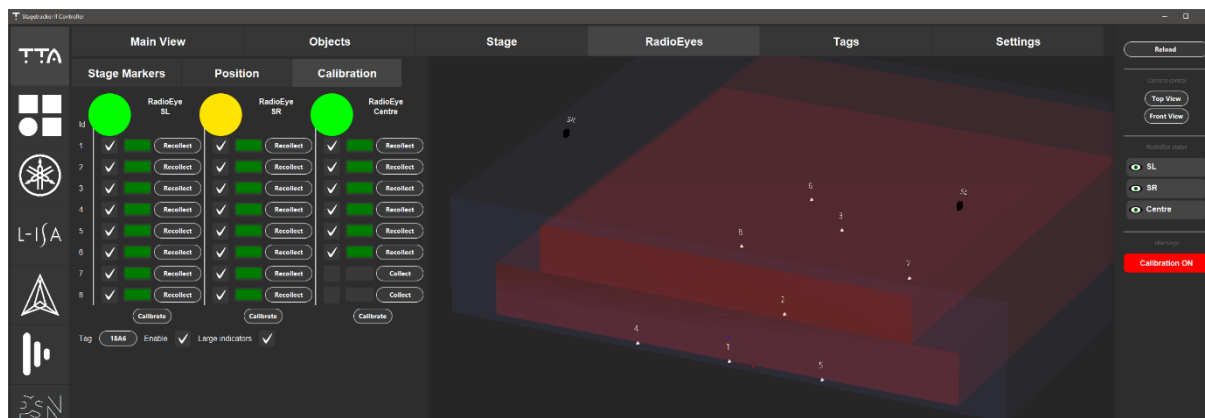 Stagetracker II Controller
TTA
Main View Objects Stage RadioEyes Tags Settings
Stage Markers Position Calibration
Id RadioEye SL RadioEye SR RadioEye Centre
1 Recollect Recollect Recollect
2 Recollect Recollect Recollect
3 Recollect Recollect Recollect
4 Recollect Recollect Recollect
5 Recollect Recollect Recollect
6 Recollect Recollect Recollect
7 Recollect Recollect Collect
8 Recollect Recollect Collect
Calibrate Calibrate Calibrate
Tag 18A6 Enable Large indicators
L-ISA
PSN
SR
SL
6
3
8
7
2
4
1
5
Reload
Camera control
Top View
Front View
RadioEye status
SL
SR
Centre
Warnings
Calibration ON